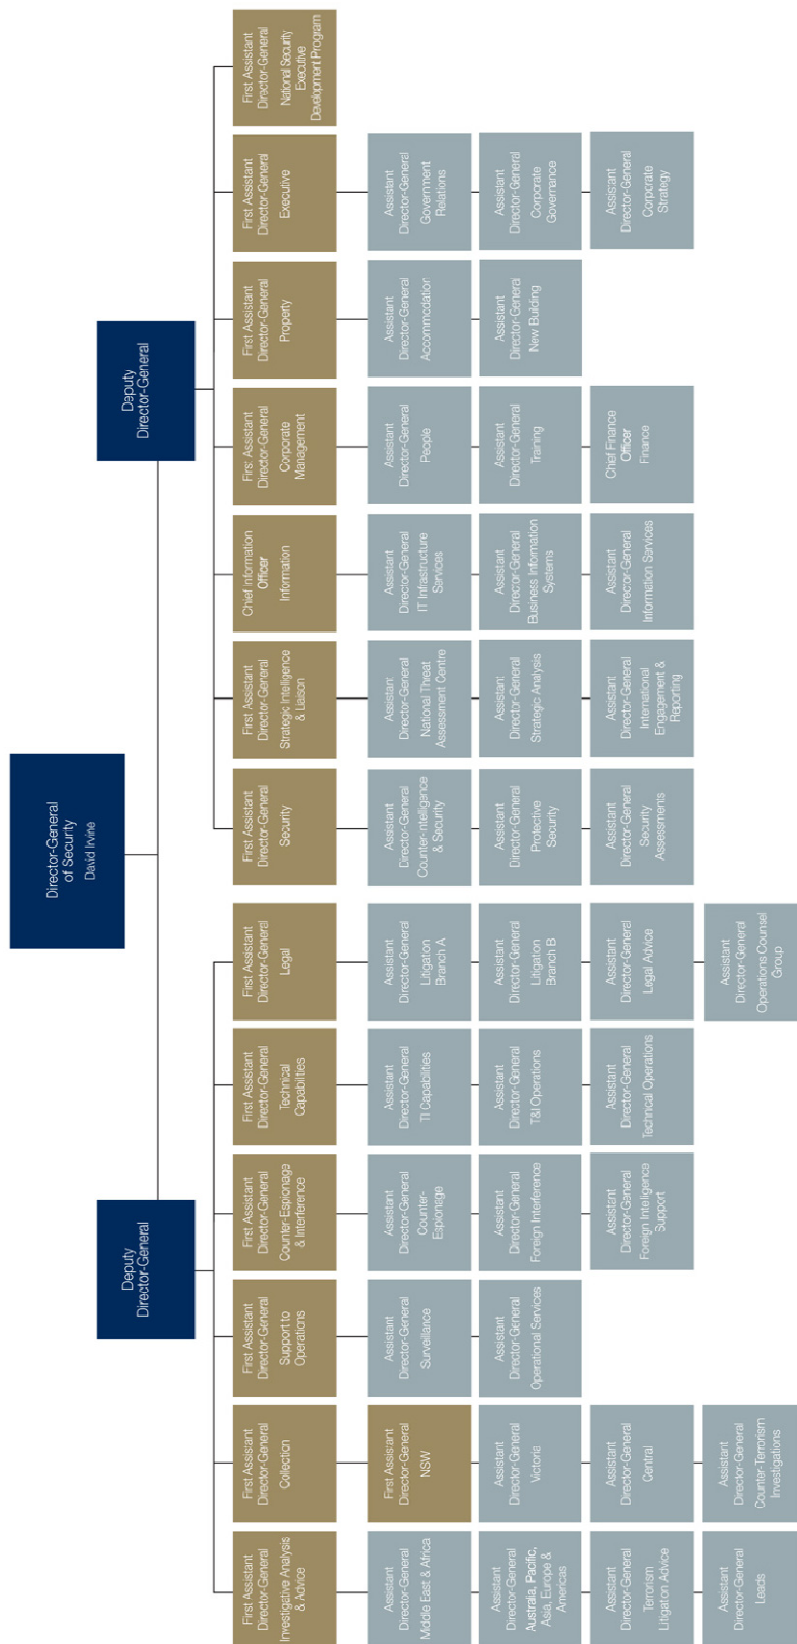 Director-General
of Security
David Irvine
Deputy
Director-General
Deputy
Director-General
First Assistant
Director-General
Investigative Analysis
& Advice
Assistant
Director-General
Middle East & Africa
Assistant
Director-General
Australia, Pacific,
Asia, Europe &
Americas
Assistant
Director-General
Terrorism
Litigation Advice
Assistant
Director-General
Leads
First Assistant
Director-General
Collection
First Assistant
Director-General
NSW
Assistant
Director-General
Victoria
Assistant
Director-General
Central
Assistant
Director-General
Counter-Terrorism
Investigations
First Assistant
Director-General
Support to
Operations
Assistant
Director-General
Surveillance
Assistant
Director-General
Operational Services
First Assistant
Director-General
Counter-Espionage
& Interference
Assistant
Director-General
Counter-
Espionage
Assistant
Director-General
Foreign Interference
Assistant
Director-General
Foreign Intelligence
Support
First Assistant
Director-General
Technical
Capabilities
Assistant
Director-General
TI Capabilities
Assistant
Director-General
T&I Operations
Assistant
Director-General
Technical Operations
First Assistant
Director-General
Legal
Assistant
Director-General
Litigation
Branch A
Assistant
Director-General
Litigation
Branch B
Assistant
Director-General
Legal Advice
Assistant
Director-General
Operations Counsel
Group
First Assistant
Director-General
Security
Assistant
Director-General
Counter-intelligence
& Security
Assistant
Director-General
Protective
Security
Assistant
Director-General
Security
Assessments
First Assistant
Director-General
Strategic Intelligence
& Liaison
Assistant
Director-General
National Threat
Assessment Centre
Assistant
Director-General
Strategic Analysis
Assistant
Director-General
International
Engagement &
Reporting
Chief Information
Officer
Information
Assistant
Director-General
IT Infrastructure
Services
Assistant
Director-General
Business Information
Systems
Assistant
Director-General
Information Services
First Assistant
Director-General
Corporate
Management
Assistant
Director-General
People
Assistant
Director-General
Training
Chief Finance
Officer
Finance
First Assistant
Director-General
Property
Assistant
Director-General
Accommodation
Assistant
Director-General
New Building
First Assistant
Director-General
Executive
Assistant
Director-General
Government
Relations
Assistant
Director-General
Corporate
Governance
Assistant
Director-General
Corporate
Strategy
First Assistant
Director-General
National Security
Executive
Development Program